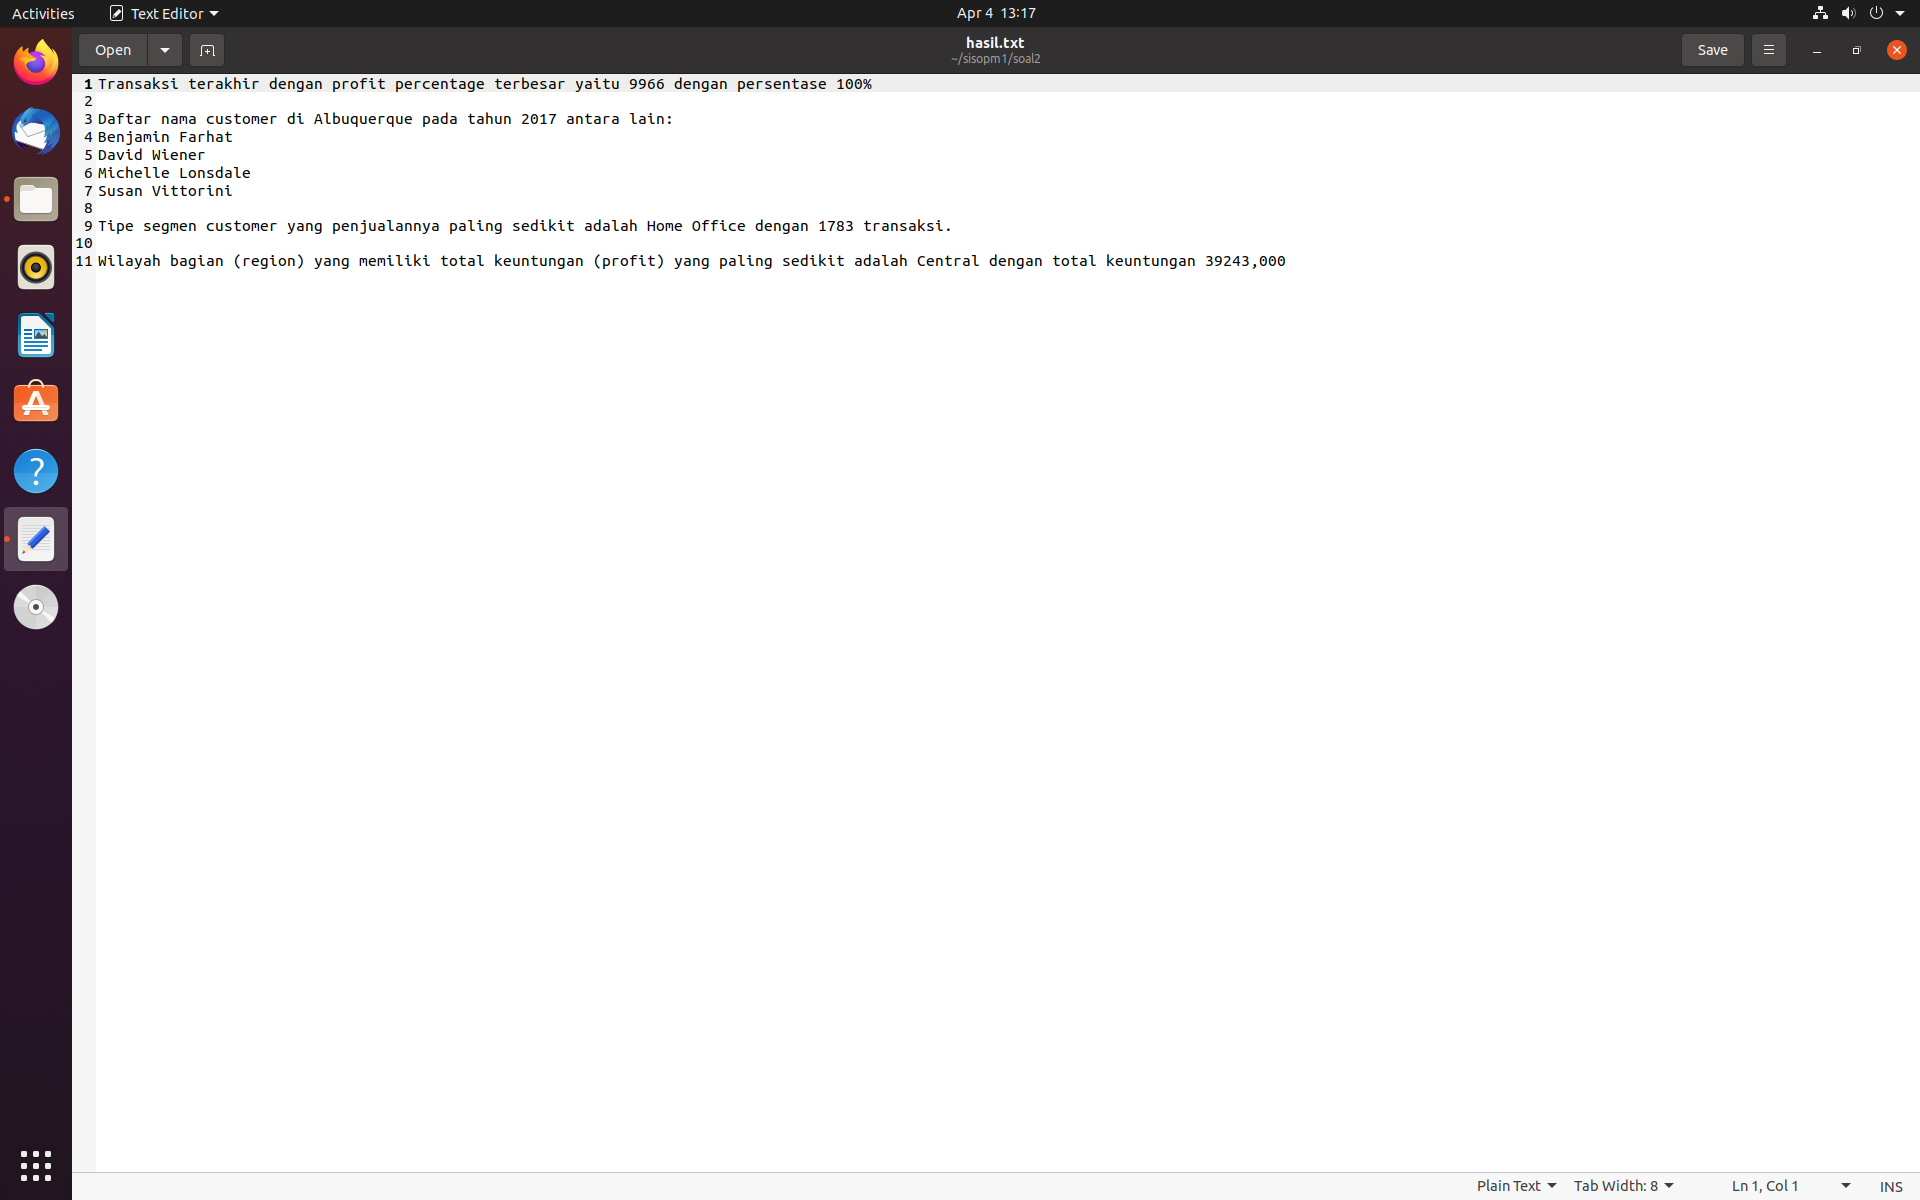 Activities
Text Editor
Apr 4 13:17
Open
hasil.txt
~/sisopm1/soal2
Save
1 Transaksi terakhir dengan profit percentage terbesar yaitu 9966 dengan persentase 100%
2
3 Daftar nama customer di Albuquerque pada tahun 2017 antara lain:
4 Benjamin Farhat
5 David Wiener
6 Michelle Lonsdale
7 Susan Vittorini
8
9 Tipe segmen customer yang penjualannya paling sedikit adalah Home Office dengan 1783 transaksi.
10
11 Wilayah bagian (region) yang memiliki total keuntungan (profit) yang paling sedikit adalah Central dengan total keuntungan 39243,000
Plain Text
Tab Width: 8
Ln 1, Col 1
INS